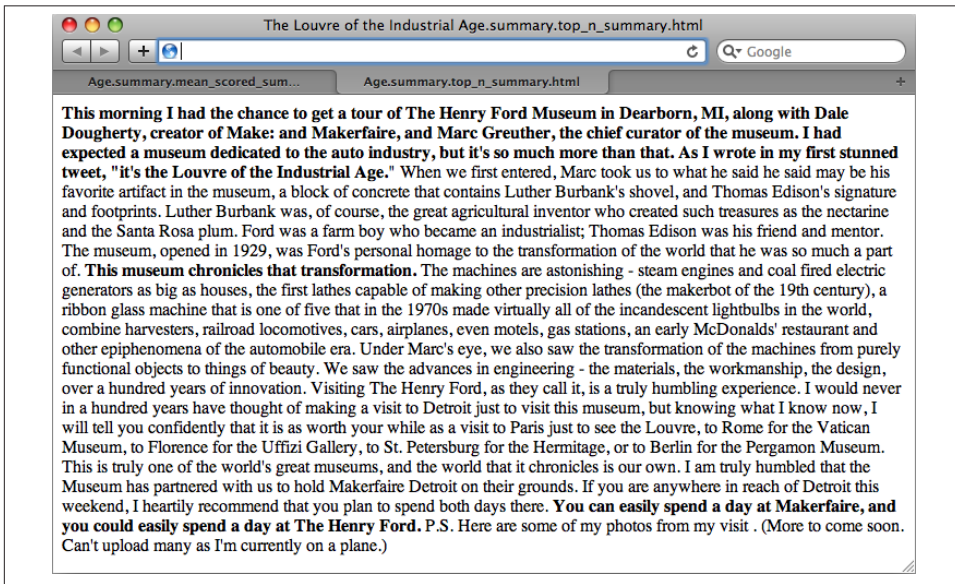 The Louvre of the Industrial Age.summary.top_n_summary.html
Google
Age.summary.mean_scored_sum...
Age.summary.top_n_summary.html
This morning I had the chance to get a tour of The Henry Ford Museum in Dearborn, MI, along with Dale
Dougherty, creator of Make: and Makerfaire, and Marc Greuther, the chief curator of the museum. I had
expected a museum dedicated to the auto industry, but it's so much more than that. As I wrote in my first stunned
tweet, "it's the Louvre of the Industrial Age." When we first entered, Marc took us to what he said he said may be his
favorite artifact in the museum, a block of concrete that contains Luther Burbank's shovel, and Thomas Edison's signature
and footprints. Luther Burbank was, of course, the great agricultural inventor who created such treasures as the nectarine
and the Santa Rosa plum. Ford was a farm boy who became an industrialist; Thomas Edison was his friend and mentor.
The museum, opened in 1929, was Ford's personal homage to the transformation of the world that he was so much a part
of. This museum chronicles that transformation. The machines are astonishing - steam engines and coal fired electric
generators as big as houses, the first lathes capable of making other precision lathes (the makerbot of the 19th century), a
ribbon glass machine that is one of five that in the 1970s made virtually all of the incandescent lightbulbs in the world,
combine harvesters, railroad locomotives, cars, airplanes, even motels, gas stations, an early McDonalds' restaurant and
other epiphenomena of the automobile era. Under Marc's eye, we also saw the transformation of the machines from purely
functional objects to things of beauty. We saw the advances in engineering - the materials, the workmanship, the design,
over a hundred years of innovation. Visiting The Henry Ford, as they call it, is a truly humbling experience. I would never
in a hundred years have thought of making a visit to Detroit just to visit this museum, but knowing what I know now, I
will tell you confidently that it is as worth your while as a visit to Paris just to see the Louvre, to Rome for the Vatican
Museum, to Florence for the Uffizi Gallery, to St. Petersburg for the Hermitage, or to Berlin for the Pergamon Museum.
This is truly one of the world's great museums, and the world that it chronicles is our own. I am truly humbled that the
Museum has partnered with us to hold Makerfaire Detroit on their grounds. If you are anywhere in reach of Detroit this
weekend, I heartily recommend that you plan to spend both days there. You can easily spend a day at Makerfaire, and
you could easily spend a day at The Henry Ford. P.S. Here are some of my photos from my visit . (More to come soon.
Can't upload many as I'm currently on a plane.)